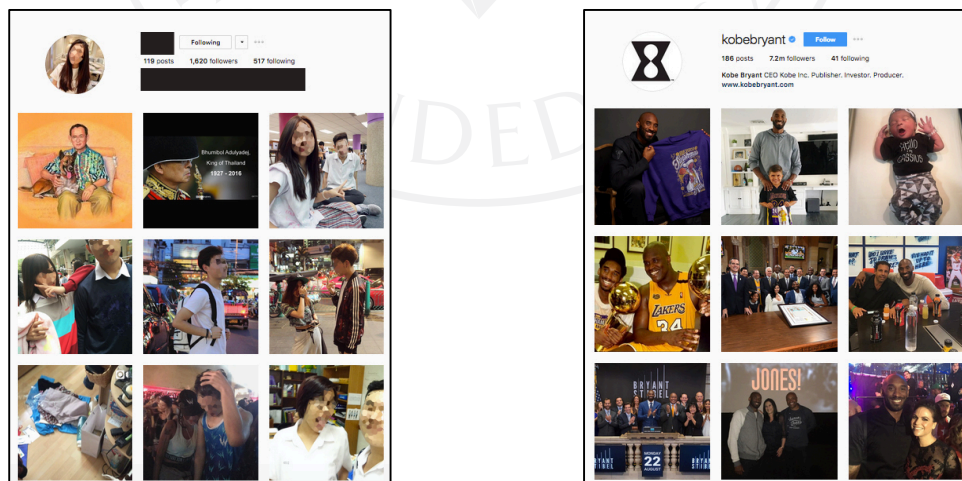 Following
119 posts 1,620 followers 517 following
Bhumibol Adulyadej,
King of Thailand
1927 - 2016
kobebryant Follow
186 posts 7.2m followers 41 following
Kobe Bryant CEO Kobe Inc. Publisher. Investor. Producer.
www.kobebryant.com
LAKERS
34
BRYANT
STIBEL
MONDAY
22
AUGUST
JONES!
NDED